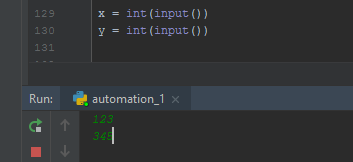 129
x = int(input())
130
y = int(input())
131
Run:
automation_1
123
345